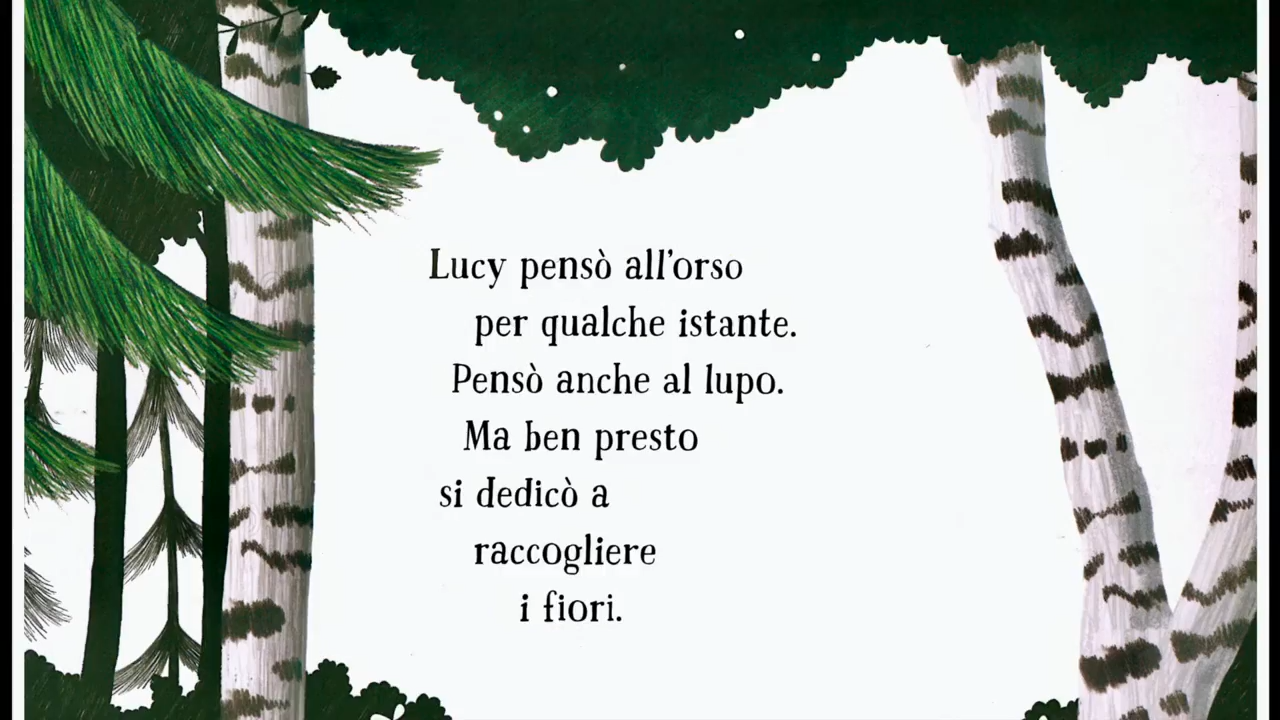 Lucy pensò all'orso
per qualche istante.
Pensò anche al lupo.
Ma ben presto
si dedicò a
raccogliere
i fiori.